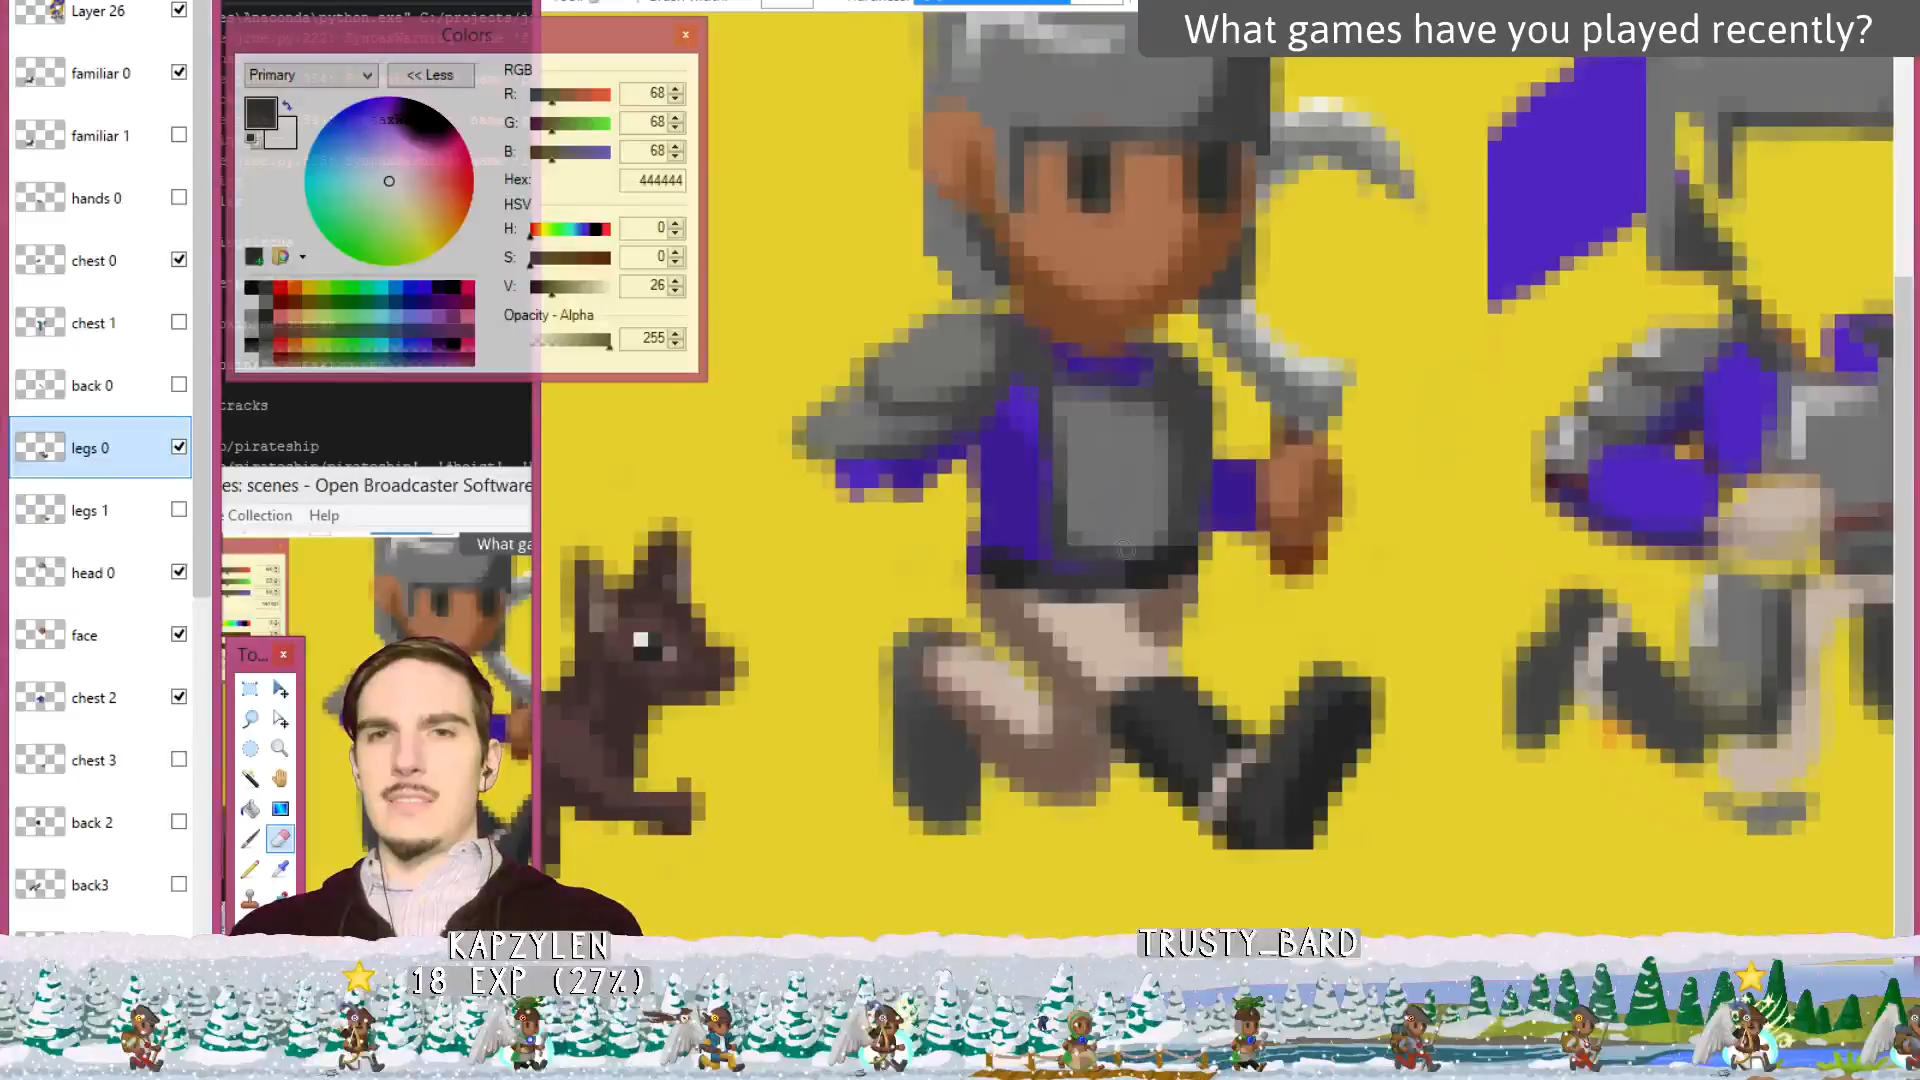 Layer 26
familiar 0
familiar 1
hands 0
chest 0
chest 1
back 0
legs 0
legs 1
head 0
face
chest 2
chest 3
back 2
back3
Colors
x
Primary
<< Less
RGB
R: 68
G: 68
B: 68
Hex: 444444
HSV
H: 0
S: 0
V: 26
Opacity - Alpha
255
tracks
o/pirateship
es: scenes - Open Broadcaster Software
Collection Help
What ga
To... x
What games have you played recently?
KAPZYLEN
18 EXP (27%)
TRUSTY_BARD